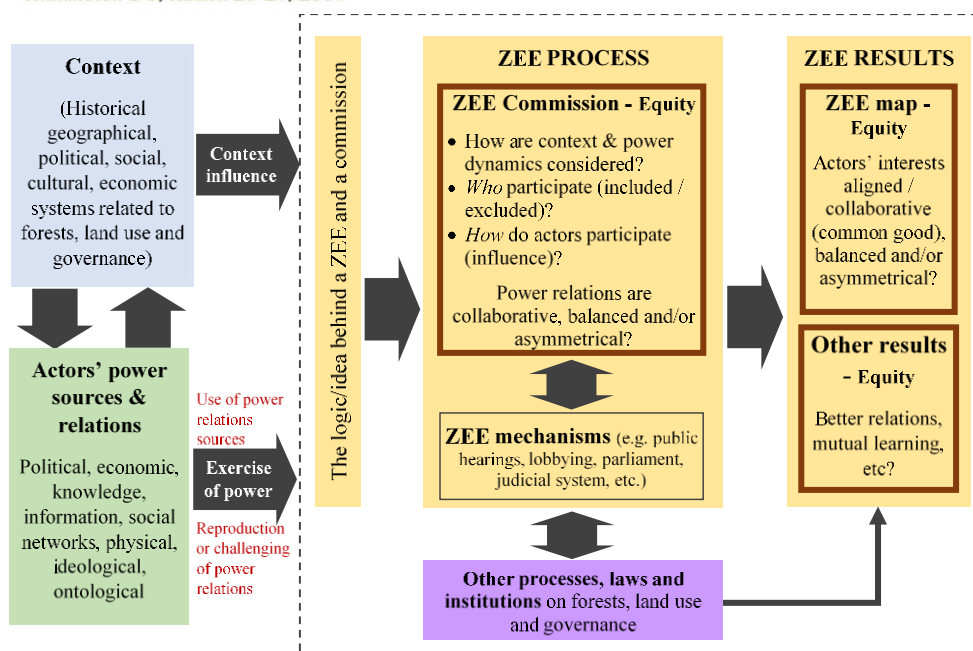 Context
(Historical
geographical,
political, social,
cultural, economic
systems related to
forests, land use and
governance)
Context
influence
Actors’ power
sources &
relations
Political, economic,
knowledge,
information, social
networks, physical,
ideological,
ontological
Use of power
relations
sources
Exercise
of power
Reproduction
or challenging
of power
relations
The logic/idea behind a ZEE and a commission
ZEE PROCESS
ZEE Commission - Equity
• How are context & power
dynamics considered?
• Who participate (included /
excluded)?
• How do actors participate
(influence)?
Power relations are
collaborative, balanced and/or
asymmetrical?
ZEE mechanisms (e.g. public
hearings, lobbying, parliament,
judicial system, etc.)
Other processes, laws and
institutions on forests, land use
and governance
ZEE RESULTS
ZEE map -
Equity
Actors’ interests
aligned /
collaborative
(common good),
balanced and/or
asymmetrical?
Other results
- Equity
Better relations,
mutual learning,
etc?